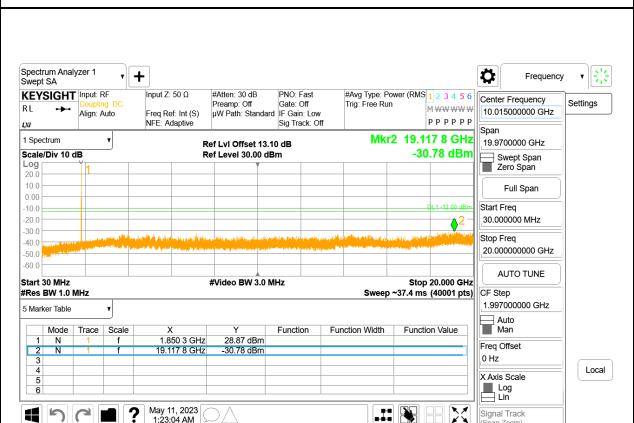 Spectrum Analyzer 1
Swept SA
Frequency
KEYSIGHT
RL
Input: RF
Coupling: DC
Align: Auto
Input Z: 50 Ω
Freq Ref: Int (S)
NFE: Adaptive
#Atten: 30 dB
Preamp: Off
µW Path: Standard
PNO: Fast
Gate: Off
IF Gain: Low
Sig Track: Off
#Avg Type: Power (RMS
Trig: Free Run
1 2 3 4 5 6
M W W W W W
P P P P P P
Center Frequency
10.015000000 GHz
Settings
Span
19.9700000 GHz
Swept Span
Zero Span
Full Span
Start Freq
30.000000 MHz
Stop Freq
20.000000000 GHz
AUTO TUNE
CF Step
1.997000000 GHz
Auto
Man
Freq Offset
0 Hz
X Axis Scale
Log
Lin
Signal Track
(Span Zoom)
Local
1 Spectrum
Scale/Div 10 dB
Log
Ref Lvl Offset 13.10 dB
Ref Level 30.00 dBm
Mkr2 19.117 8 GHz
-30.78 dBm
20.0
10.0
0.00
-10.0
-20.0
-30.0
-40.0
-50.0
-60.0
1
DL1 -13.00 dBm
2
Start 30 MHz
#Res BW 1.0 MHz
#Video BW 3.0 MHz
Stop 20.000 GHz
Sweep ~37.4 ms (40001 pts)
5 Marker Table
Mode Trace Scale X Y Function Function Width Function Value
1 N 1 f 1.850 3 GHz 28.87 dBm
2 N 1 f 19.117 8 GHz -30.78 dBm
3
4
5
6
?
May 11, 2023
1:23:04 AM